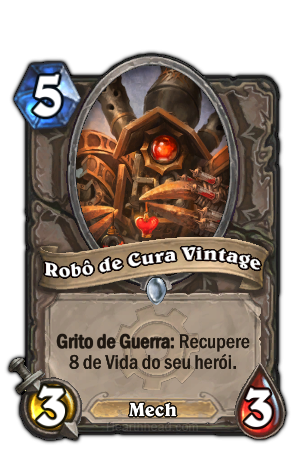 5
Robô de Cura Vintage
Grito de Guerra: Recupere
8 de Vida do seu herói.
3
Mech
3